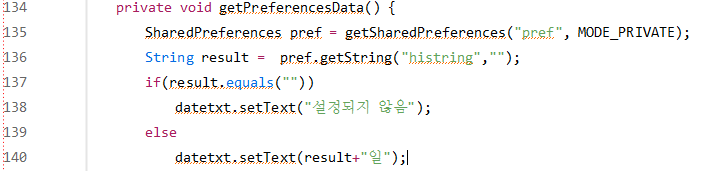 134 private void getPreferencesData() {
135 SharedPreferences pref = getSharedPreferences("pref", MODE_PRIVATE);
136 String result =  pref.getString("histring","");
137 if(result.equals(""))
138 datetxt.setText("설정되지 않음");
139 else
140 datetxt.setText(result+"일");